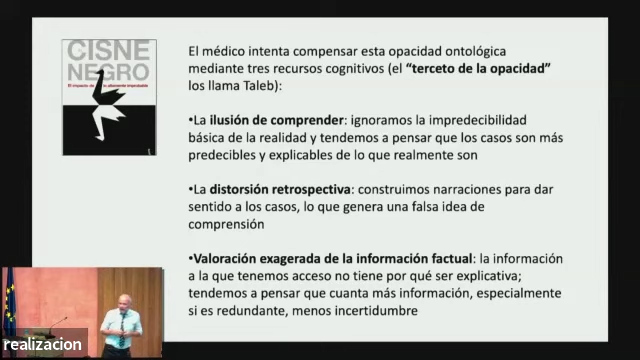 CISNE
NEGRO
El impacto de lo altamente improbable
El médico intenta compensar esta opacidad ontológica
mediante tres recursos cognitivos (el "terceto de la opacidad"
los llama Taleb):
•La ilusión de comprender: ignoramos la impredecibilidad
básica de la realidad y tendemos a pensar que los casos son más
predecibles y explicables de lo que realmente son
•La distorsión retrospectiva: construimos narraciones para dar
sentido a los casos, lo que genera una falsa idea de
comprensión
•Valoración exagerada de la información factual: la información
a la que tenemos acceso no tiene por qué ser explicativa;
tendemos a pensar que cuanta más información, especialmente
si es redundante, menos incertidumbre
realizacion